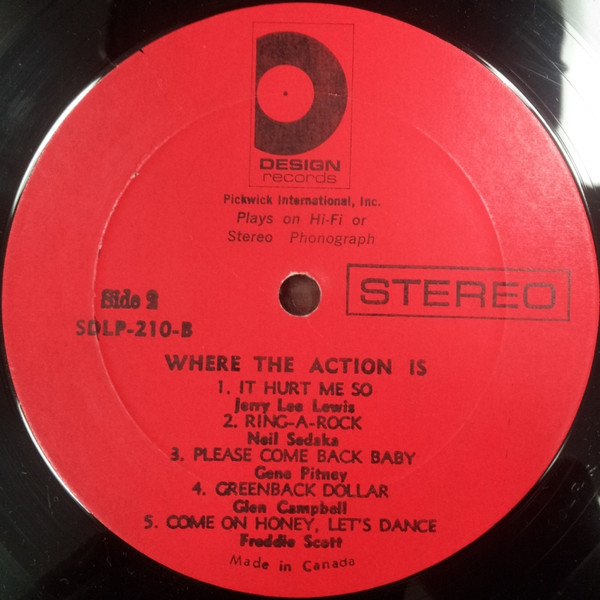 DESIGN
records
Pickwick International, Inc.
Plays on Hi-Fi or
Stereo Phonograph
STEREO
Side 2
SDLP-210-B
WHERE THE ACTION IS
1. IT HURT ME SO
Jerry Lee Lewis
2. RING-A-ROCK
Neil Sedaka
3. PLEASE COME BACK BABY
Gene Pitney
4. GREENBACK DOLLAR
Glen Campbell
5. COME ON HONEY, LET'S DANCE
Freddie Scott
Made in Canada